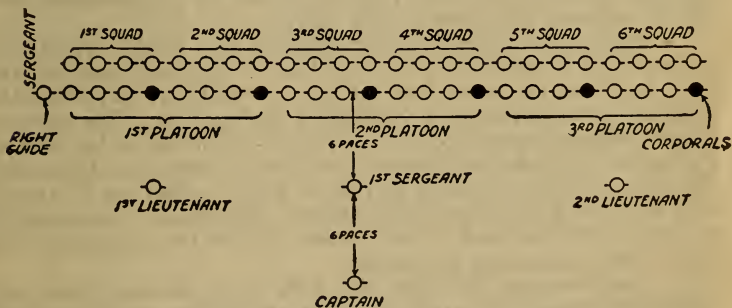 SERGEANT
1ST SQUAD 2ND SQUAD 3RD SQUAD 4TH SQUAD 5TH SQUAD 6TH SQUAD
RIGHT GUIDE
1ST PLATOON 2ND PLATOON 3RD PLATOON
CORPORALS
6 PACES
1ST LIEUTENANT 1ST SERGEANT 2ND LIEUTENANT
6 PACES
CAPTAIN